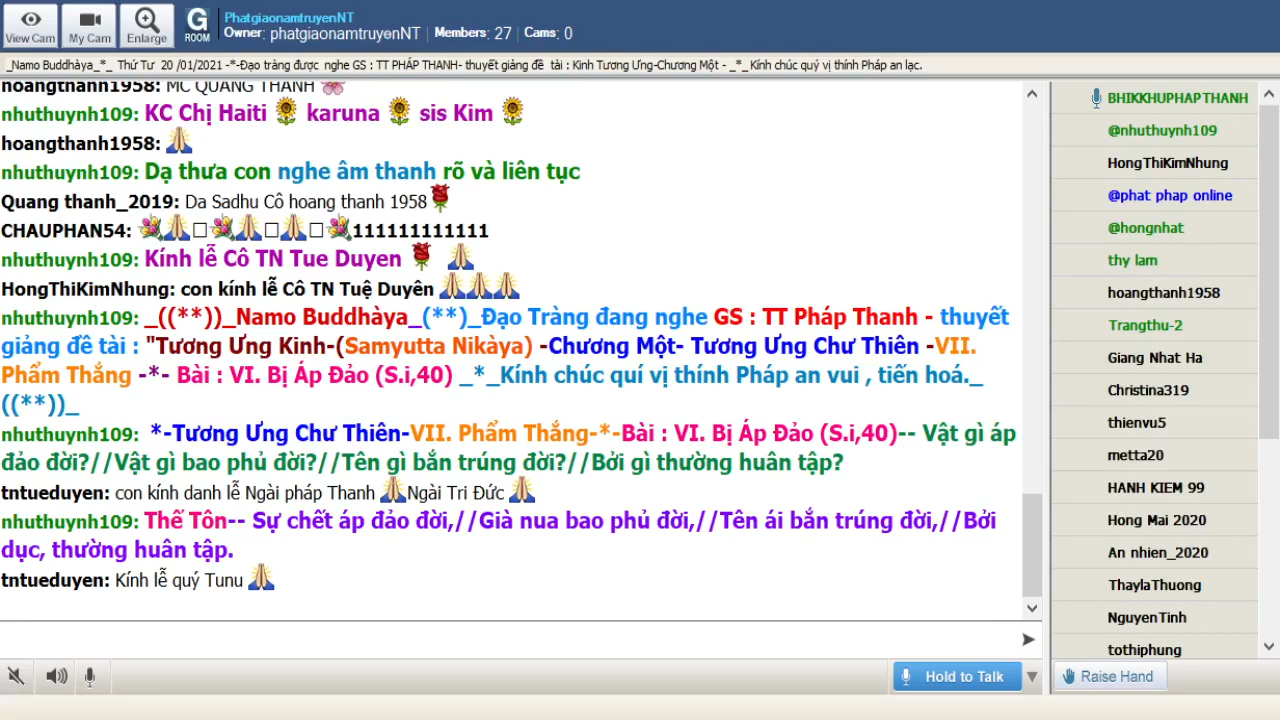 View Cam
My Cam
Enlarge
G
ROOM
PhatgiaonamtruyenNT
Owner: phatgiaonamtruyenNT | Members: 27 | Cams: 0
_Namo Buddhàya_*_ Thứ Tư 20 /01/2021 -*-Đạo tràng được nghe GS : TT PHÁP THANH- thuyết giảng đề tài : Kinh Tương Ưng-Chương Một - _*_Kính chúc quý vị thính Pháp an lạc.
hoangthanh1958: MC QUANG THANH 🌸
nhuthuynh109: KC Chị Haiti 🌻 karuna 🌻 sis Kim 🌻
hoangthanh1958: 🙏
nhuthuynh109: Dạ thưa con nghe âm thanh rõ và liên tục
Quang thanh_2019: Da Sadhu Cô hoang thanh 1958🌹
CHAUPHAN54: 💐🙏□💐🙏□🙏□💐111111111111
nhuthuynh109: Kính lễ Cô TN Tue Duyen 🌹 🙏
HongThiKimNhung: con kính lễ Cô TN Tuệ Duyên 🙏🙏🙏
nhuthuynh109: _((**))_Namo Buddhàya_(**)_Đạo Tràng đang nghe GS : TT Pháp Thanh - thuyết
giảng đề tài : "Tương Ưng Kinh-(Samyutta Nikàya) -Chương Một- Tương Ưng Chư Thiên -VII.
Phẩm Thắng -*- Bài : VI. Bị Áp Đảo (S.i,40) _*_Kính chúc quí vị thính Pháp an vui , tiến hoá._
((**))_
nhuthuynh109: *-Tương Ưng Chư Thiên-VII. Phẩm Thắng-*-Bài : VI. Bị Áp Đảo (S.i,40)-- Vật gì áp
đảo đời?//Vật gì bao phủ đời?//Tên gì bắn trúng đời?//Bởi gì thường huân tập?
tntueduyen: con kính danh lễ Ngài pháp Thanh 🙏Ngài Tri Đức 🙏
nhuthuynh109: Thế Tôn-- Sự chết áp đảo đời,//Già nua bao phủ đời,//Tên ái bắn trúng đời,//Bởi
dục, thường huân tập.
tntueduyen: Kính lễ quý Tunu 🙏
Hold to Talk
BHIKKHUPHAPTHANH
@nhuthuynh109
HongThiKimNhung
@phat phap online
@hongnhat
thy lam
hoangthanh1958
Trangthu-2
Giang Nhat Ha
Christina319
thienvu5
metta20
HANH KIEM 99
Hong Mai 2020
An nhien_2020
ThaylaThuong
NguyenTinh
tothiphung
Raise Hand